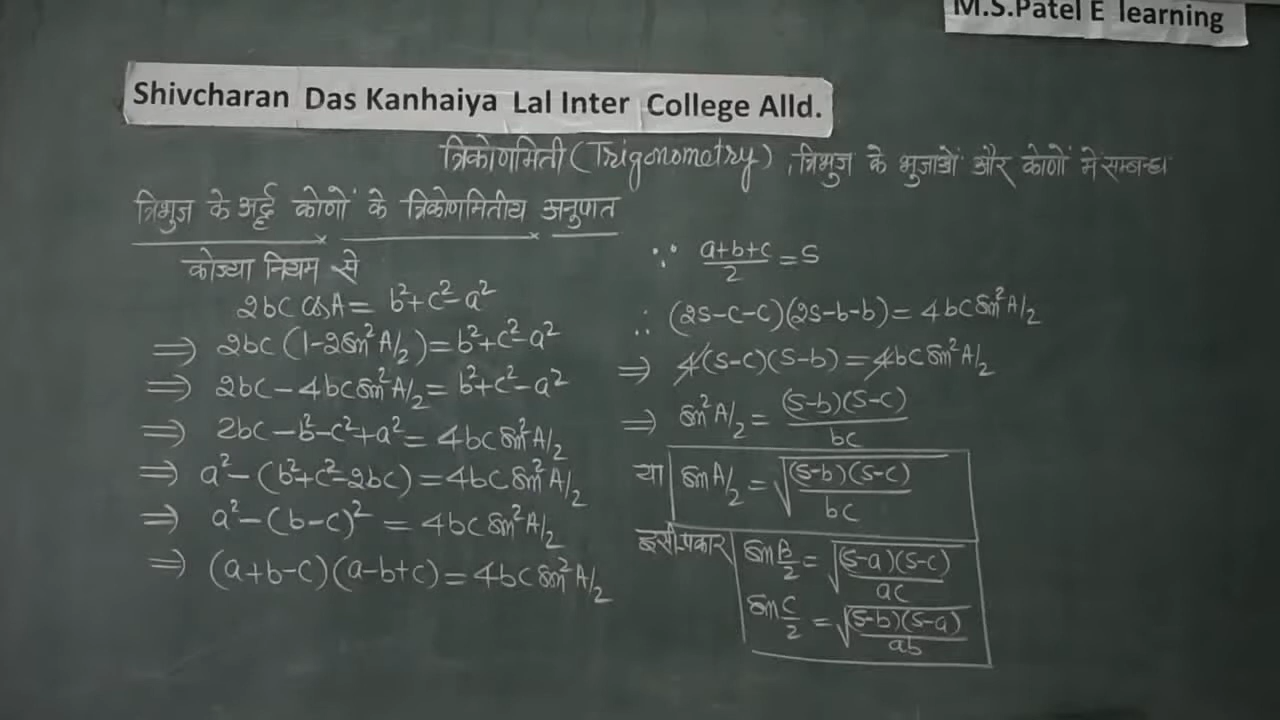 M.S.Patel E learning
Shivcharan Das Kanhaiya Lal Inter College Alld.
त्रिकोणमिती (Trigonometry), त्रिभुज के भुजाओं और कोणों में सम्बन्ध
त्रिभुज के अर्द्ध कोणों के त्रिकोणमितीय अनुपात
कोज्या नियम से
2bc cosA = b²+c²-a²
⇒ 2bc (1-2sin²A/2) = b²+c²-a²
⇒ 2bc - 4bc sin²A/2 = b²+c²-a²
⇒ 2bc - b²-c²+a² = 4bc sin²A/2
⇒ a² - (b²+c²-2bc) = 4bc sin²A/2
⇒ a² - (b-c)² = 4bc sin²A/2
⇒ (a+b-c)(a-b+c) = 4bc sin²A/2
∵ (a+b+c)/2 = s
∴ (2s-c-c)(2s-b-b) = 4bc sin²A/2
⇒ 4(s-c)(s-b) = 4bc sin²A/2
⇒ sin²A/2 = (s-b)(s-c)/bc
या sinA/2 = √((s-b)(s-c)/bc)
इसी प्रकार sin B/2 = √((s-a)(s-c)/ac)
sin C/2 = √((s-b)(s-a)/ab)